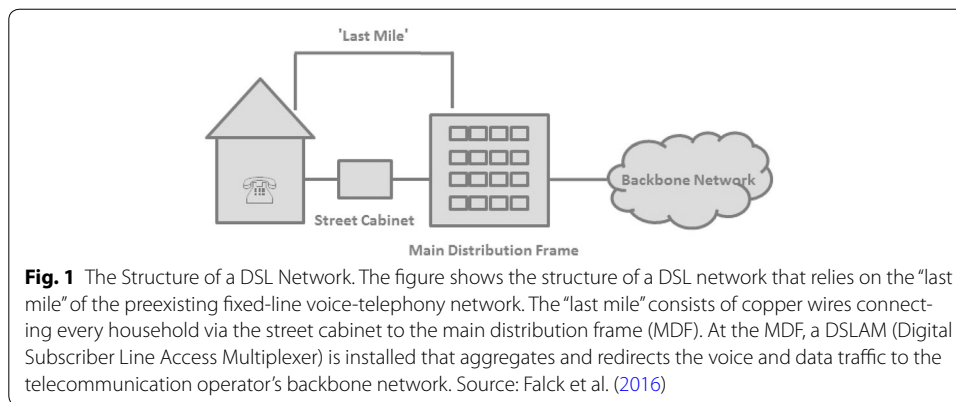 'Last Mile'
Backbone Network
Street Cabinet
Main Distribution Frame
Fig. 1 The Structure of a DSL Network. The figure shows the structure of a DSL network that relies on the “last
mile” of the preexisting fixed-line voice-telephony network. The “last mile” consists of copper wires connect-
ing every household via the street cabinet to the main distribution frame (MDF). At the MDF, a DSLAM (Digital
Subscriber Line Access Multiplexer) is installed that aggregates and redirects the voice and data traffic to the
telecommunication operator’s backbone network. Source: Falck et al. (2016)